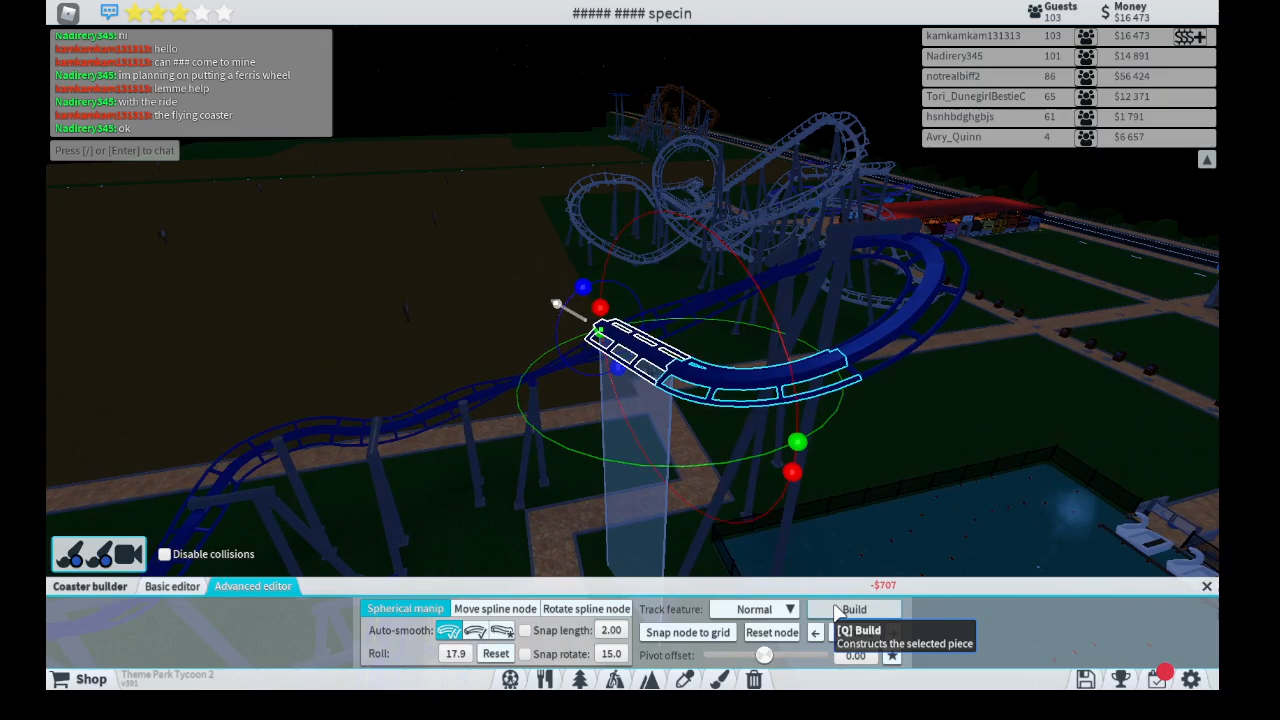 ##### #### specin
Guests
103
Money
$16 473
Nadirery345: hi
kamkamkam131313: hello
kamkamkam131313: can ### come to mine
Nadirery345: im planning on putting a ferris wheel
kamkamkam131313: lemme help
Nadirery345: with the ride
kamkamkam131313: the flying coaster
Nadirery345: ok
Press [/] or [Enter] to chat
kamkamkam131313 103 $16 473 $$$+
Nadirery345 101 $14 891
notrealbiff2 86 $56 424
Tori_DunegirlBestieC 65 $12 371
hsnhbdghgbjs 61 $1 791
Avry_Quinn 4 $6 657
Disable collisions
Coaster builder Basic editor Advanced editor
-$707
Spherical manip Move spline node Rotate spline node
Track feature: Normal Build
Auto-smooth: Snap length: 2.00
Snap node to grid Reset node
[Q] Build
Constructs the selected piece
Roll: 17.9 Reset Snap rotate: 15.0
Pivot offset: 0.00
Shop
Theme Park Tycoon 2
v391